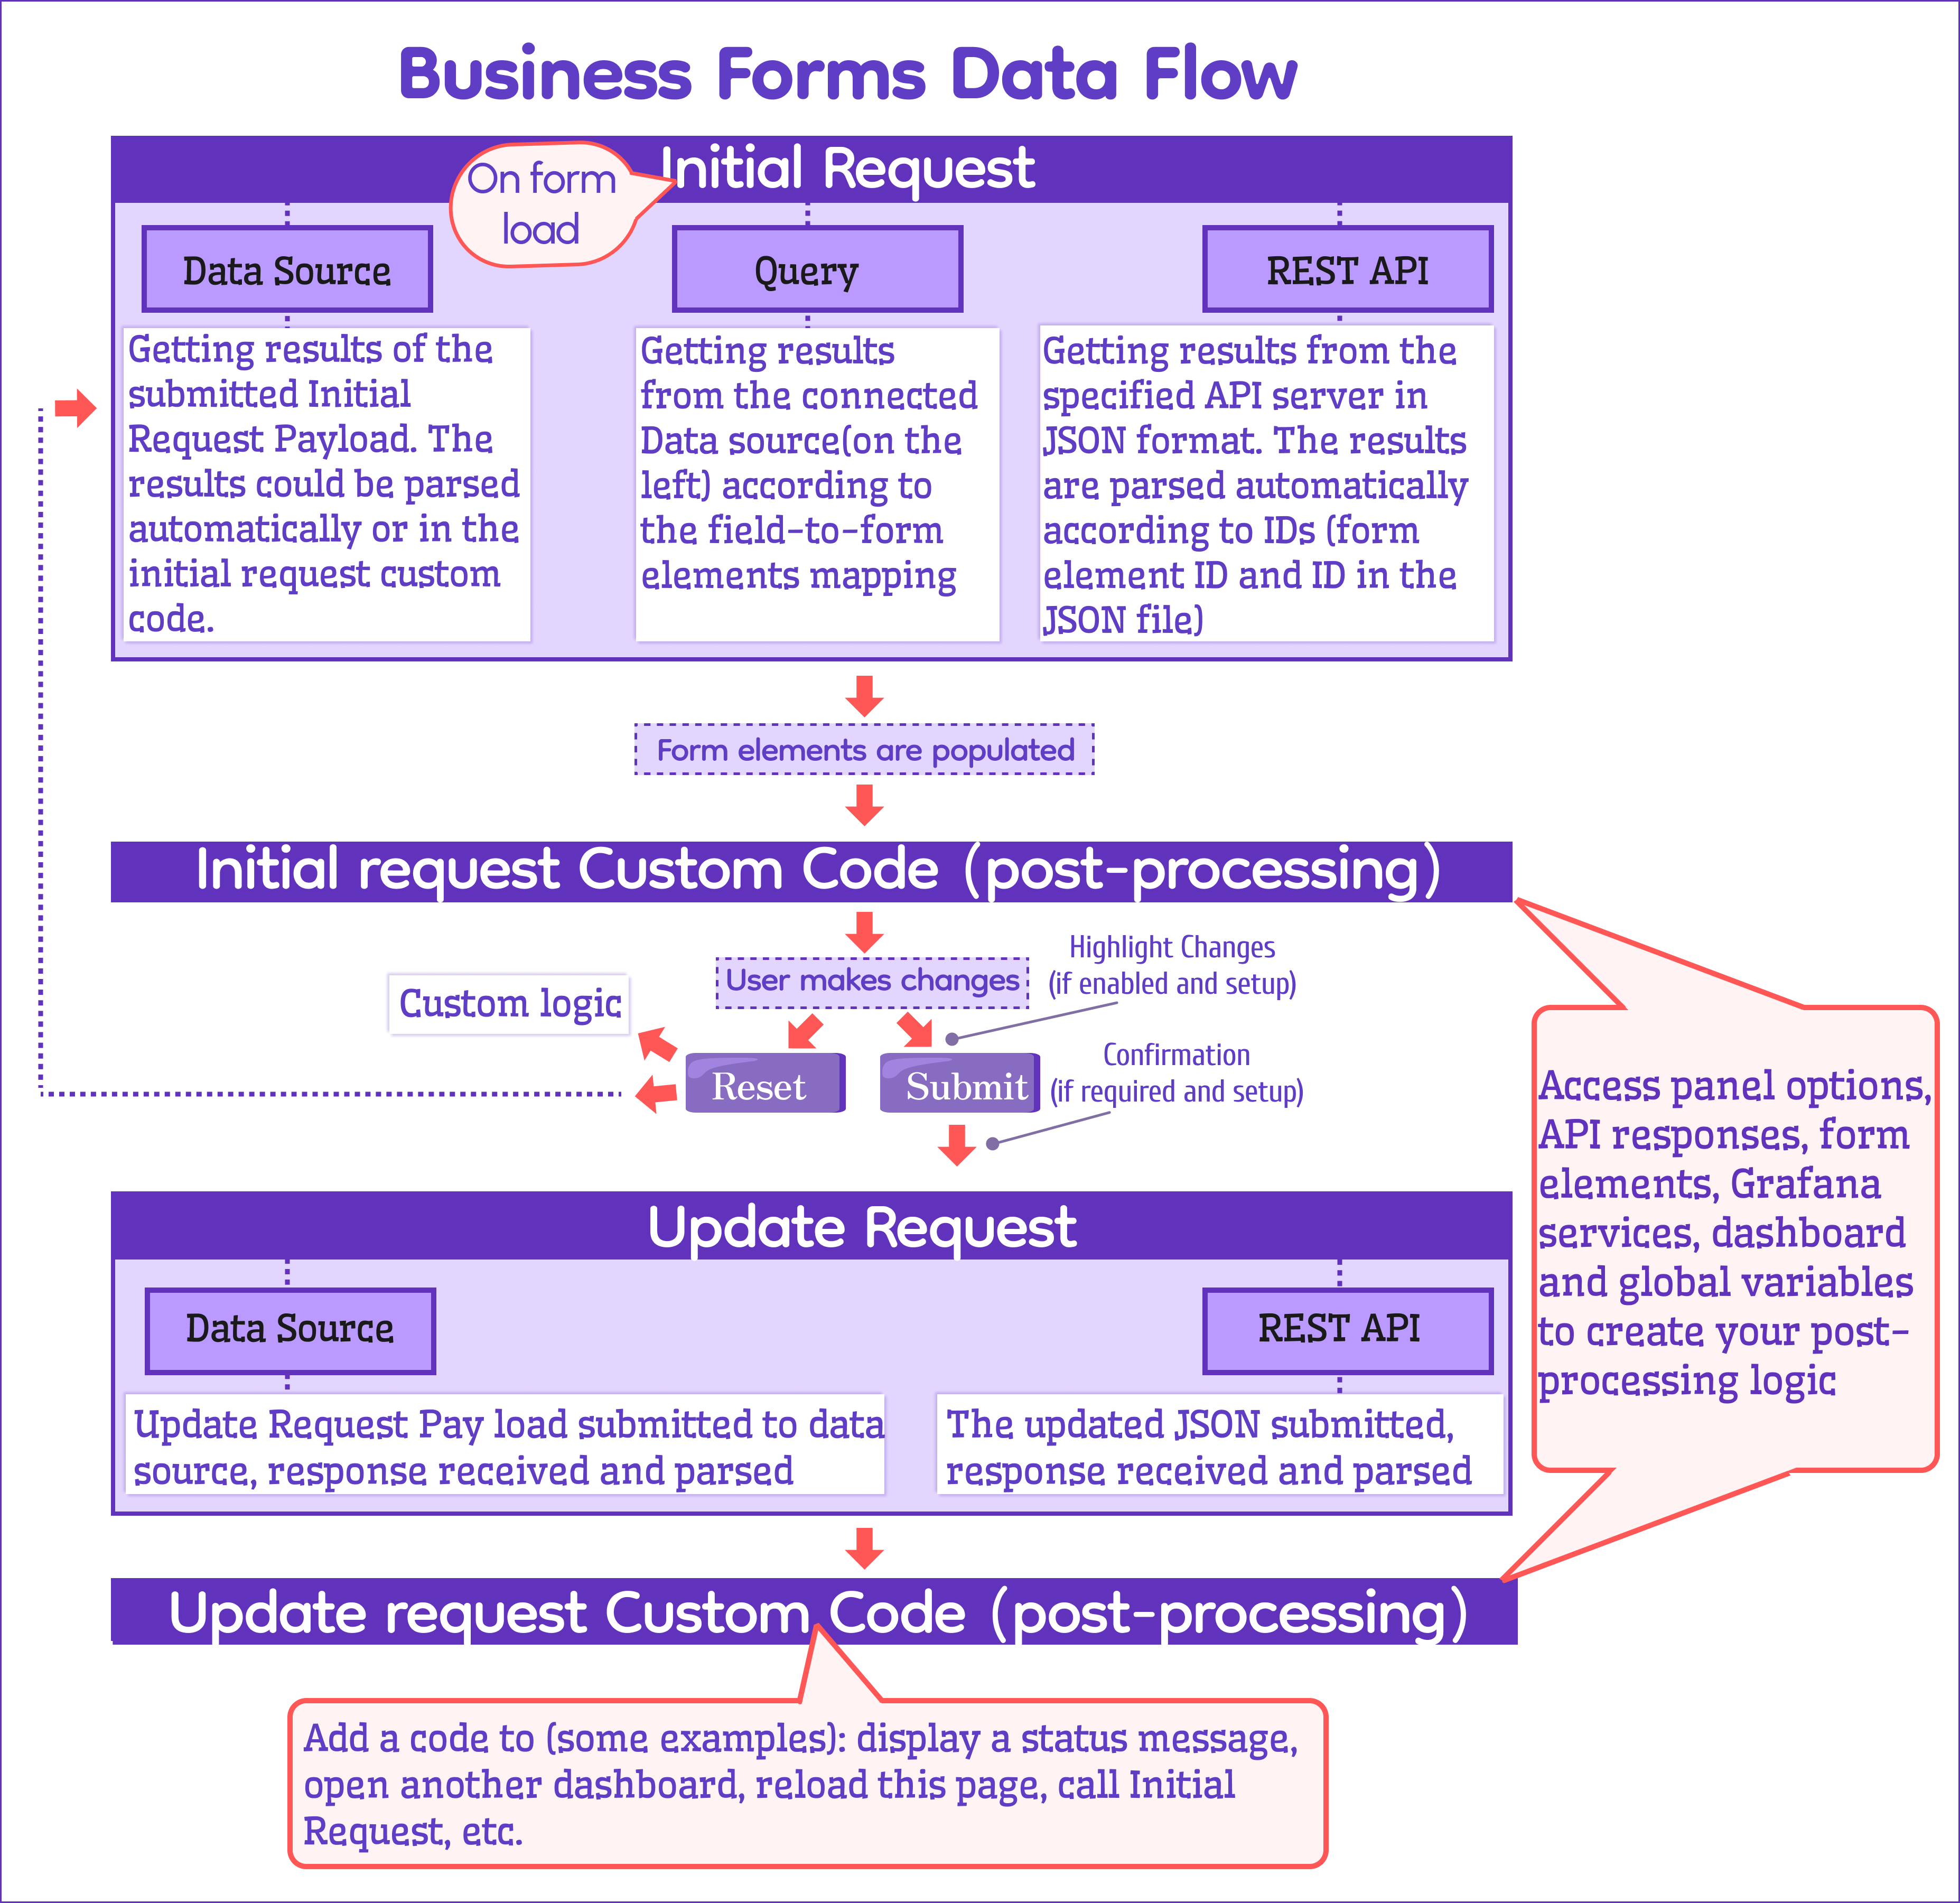 Business Forms Data Flow
Initial Request
On form
load
Data Source
Query
REST API
Getting results of the
submitted Initial
Request Payload. The
results could be parsed
automatically or in the
initial request custom
code.
Getting results
from the connected
Data source(on the
left) according to
the field-to-form
elements mapping
Getting results from the
specified API server in
JSON format. The results
are parsed automatically
according to IDs (form
element ID and ID in the
JSON file)
Form elements are populated
Initial request Custom Code (post-processing)
User makes changes
Highlight Changes
(if enabled and setup)
Custom logic
Reset
Submit
Confirmation
(if required and setup)
Access panel options,
API responses, form
elements, Grafana
services, dashboard
and global variables
to create your post-
processing logic
Update Request
Data Source
REST API
Update Request Pay load submitted to data
source, response received and parsed
The updated JSON submitted,
response received and parsed
Update request Custom Code (post-processing)
Add a code to (some examples): display a status message,
open another dashboard, reload this page, call Initial
Request, etc.